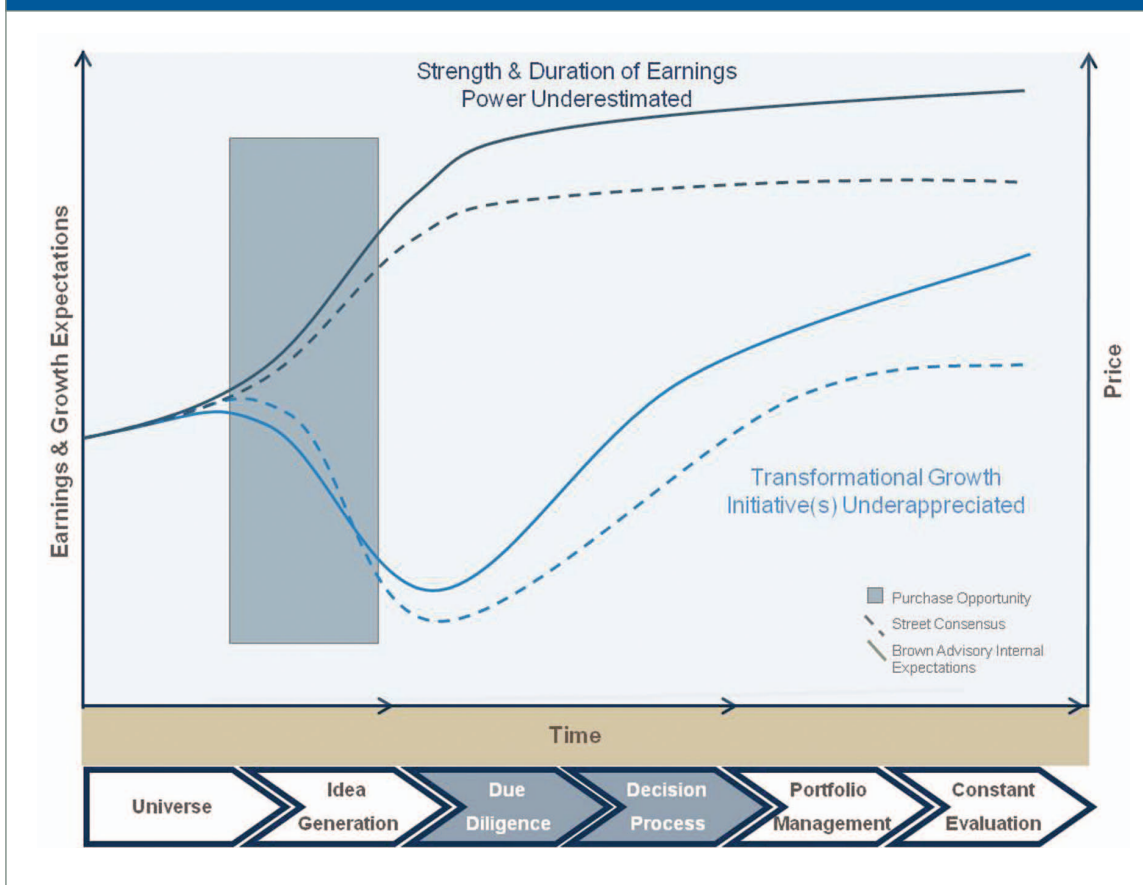 Strength & Duration of Earnings
Power Underestimated
Earnings & Growth Expectations
Price
Transformational Growth
Initiative(s) Underappreciated
Purchase Opportunity
Street Consensus
Brown Advisory Internal
Expectations
Time
Universe
Idea
Generation
Due
Diligence
Decision
Process
Portfolio
Management
Constant
Evaluation